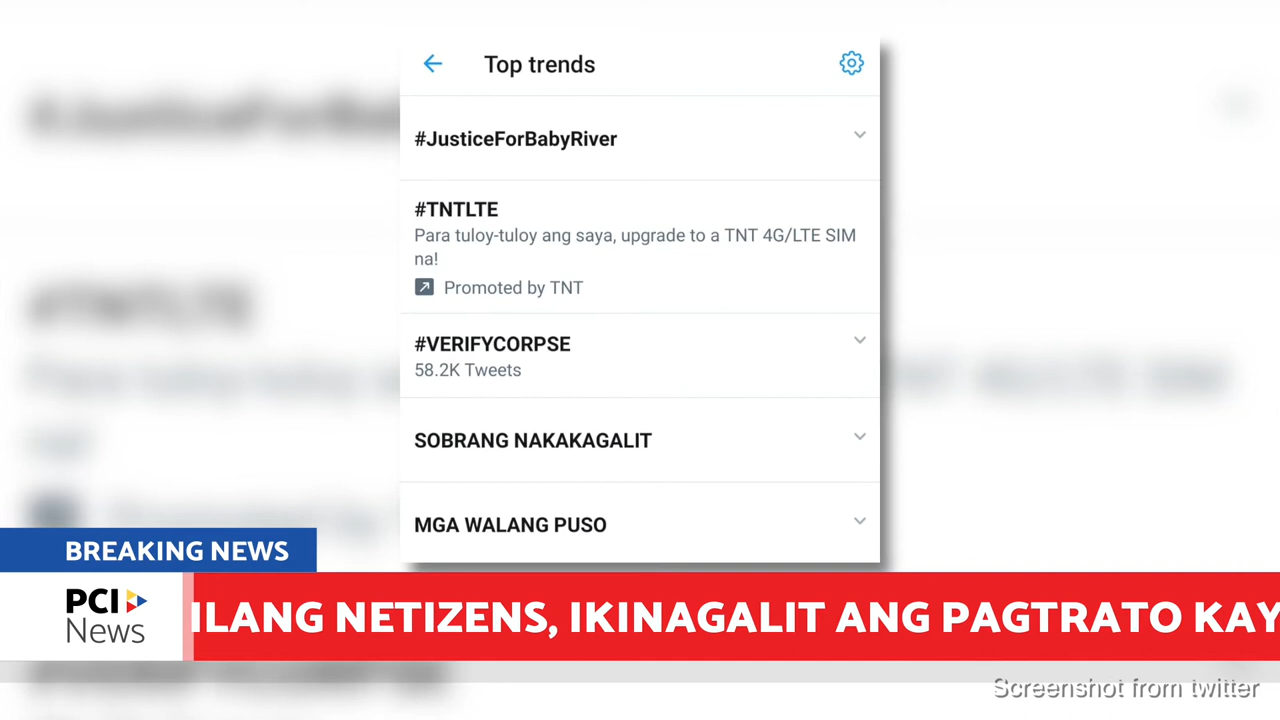 Top trends
#JusticeForBabyRiver
#TNTLTE
Para tuloy-tuloy ang saya, upgrade to a TNT 4G/LTE SIM
na!
Promoted by TNT
#VERIFYCORPSE
58.2K Tweets
SOBRANG NAKAKAGALIT
MGA WALANG PUSO
BREAKING NEWS
PCI
News
ILANG NETIZENS, IKINAGALIT ANG PAGTRATO KAY
Screenshot from twitter